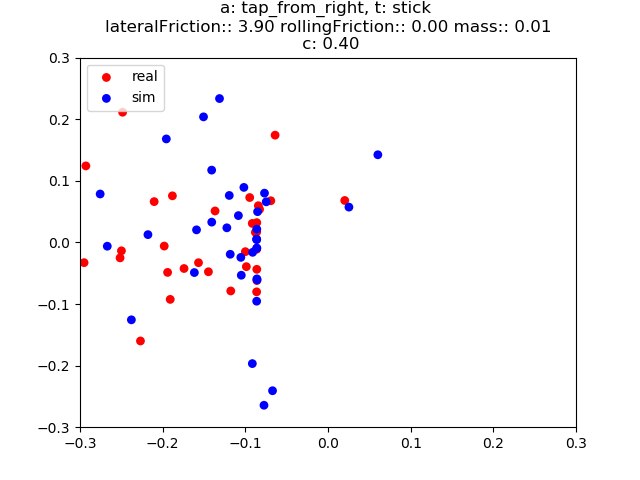 a: tap_from_right, t: stick
lateralFriction:: 3.90 rollingFriction:: 0.00 mass:: 0.01
c: 0.40
real
sim
0.3
0.2
0.1
0.0
−0.1
−0.2
−0.3
−0.3 −0.2 −0.1 0.0 0.1 0.2 0.3